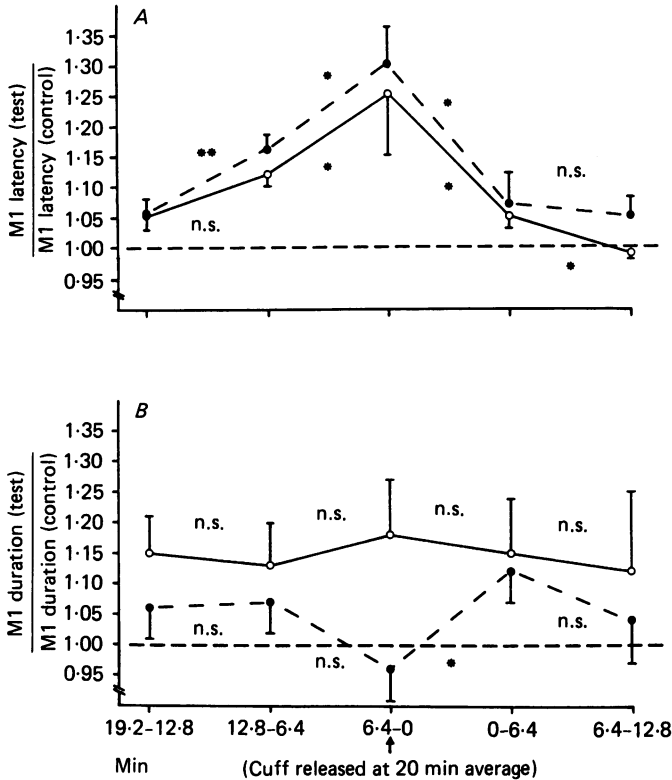 A
1·35
1·30
1·25
1·20
1·15
1·10
1·05
1·00
0·95
M1 latency (test)
M1 latency (control)
**
*
*
*
*
*
n.s.
n.s.
B
1·35
1·30
1·25
1·20
1·15
1·10
1·05
1·00
0·95
M1 duration (test)
M1 duration (control)
n.s.
n.s.
n.s.
n.s.
n.s.
n.s.
*
n.s.
19·2–12·8 12·8–6·4 6·4–0 0–6·4 6·4–12·8
Min (Cuff released at 20 min average)